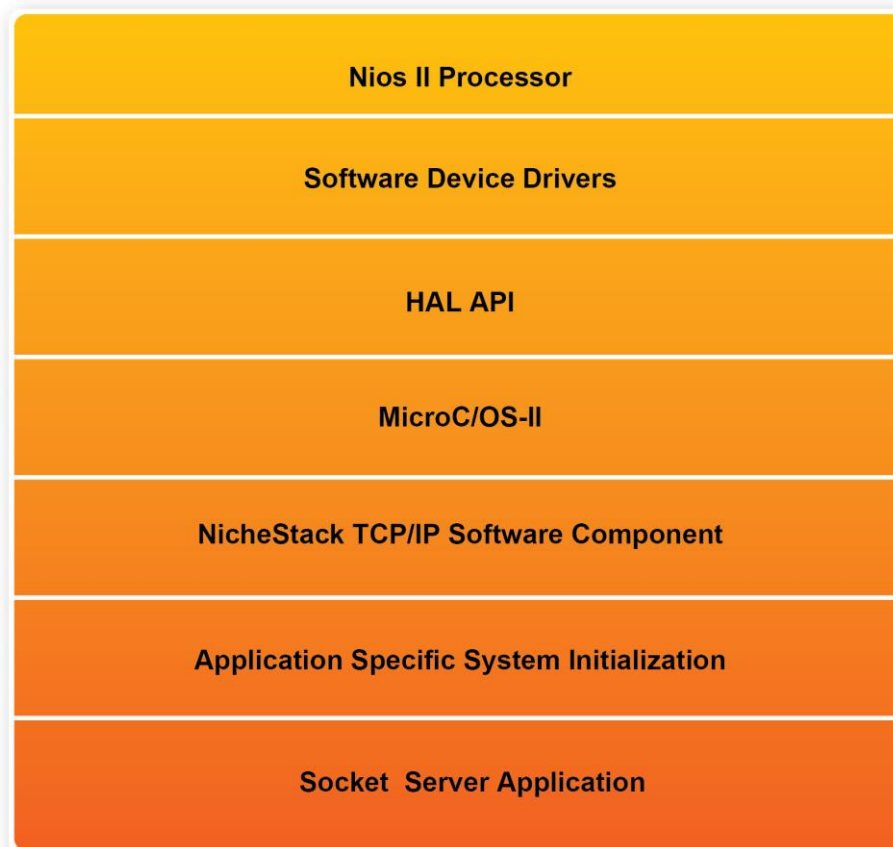 Nios II Processor
Software Device Drivers
HAL API
MicroC/OS-II
NicheStack TCP/IP Software Component
Application Specific System Initialization
Socket  Server Application